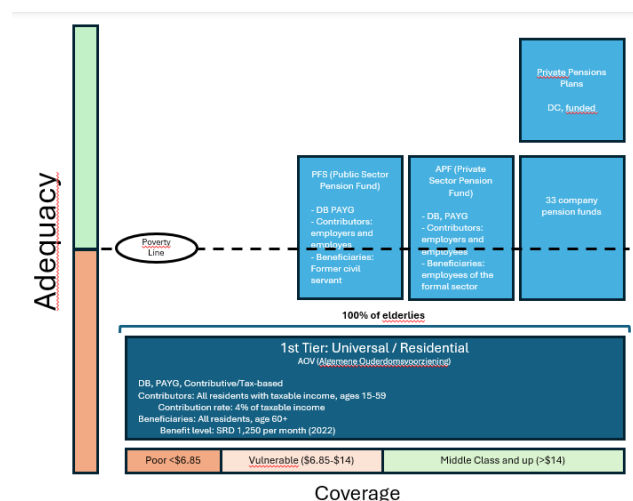 Private Pensions
Plans
DC, funded
Adequacy
PFS (Public Sector
Pension Fund)
- DB PAYG
- Contributors:
employers and
employes
- Beneficiaries:
Former civil
servant
APF (Private
Sector Pension
Fund)
- DB, PAYG
- Contributors:
employers and
employees
- Beneficiaries:
employees of the
formal sector
33 company
pension funds
Poverty
Line
100% of elderlies
1st Tier: Universal / Residential
AOV (Algemene Ouderdomsvoorziening)
DB, PAYG, Contributive/Tax-based
Contributors: All residents with taxable income, ages 15-59
Contribution rate: 4% of taxable income
Beneficiaries: All residents, age 60+
Benefit level: SRD 1,250 per month (2022)
Poor <$6.85
Vulnerable ($6.85-$14)
Middle Class and up (>$14)
Coverage